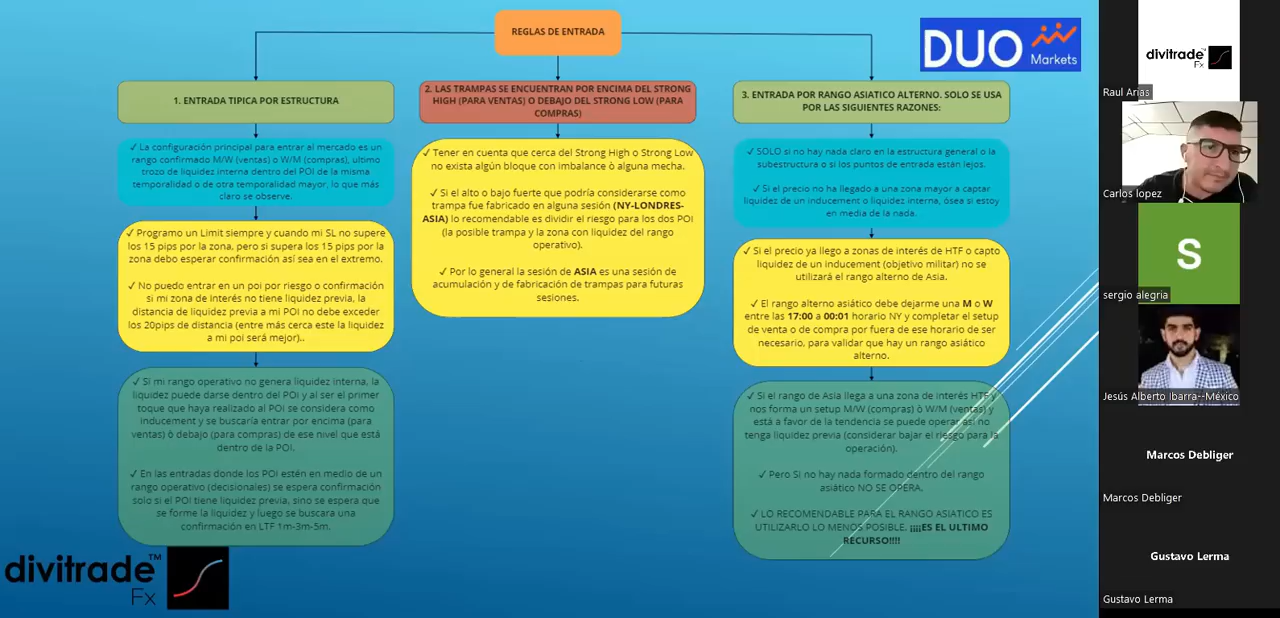 REGLAS DE ENTRADA
DUO
Markets
1. ENTRADA TIPICA POR ESTRUCTURA
✓ La configuración principal para entrar al mercado es un
rango confirmado M/W (ventas) o W/M (compras), ultimo
trozo de liquidez interna dentro del POI de la misma
temporalidad o de otra temporalidad mayor, lo que más
claro se observe.
✓ Programo un Limit siempre y cuando mi SL no supere
los 15 pips por la zona, pero si supera los 15 pips por la
zona debo esperar confirmación así sea en el extremo.
✓ No puedo entrar en un poi por riesgo o confirmación
si mi zona de interés no tiene liquidez previa, la
distancia de liquidez previa a mi POI no debe exceder
los 20pips de distancia (entre más cerca este la liquidez
a mi poi será mejor)..
✓ Si mi rango operativo no genera liquidez interna, la
liquidez puede darse dentro del POI y al ser el primer
toque que haya realizado al POI se considera como
inducement y se buscaría entrar por encima (para
ventas) ò debajo (para compras) de ese nivel que está
dentro de la POI.
✓ En las entradas donde los POI estén en medio de un
rango operativo (decisionales) se espera confirmación
solo si el POI tiene liquidez previa, sino se espera que
se forme la liquidez y luego se buscara una
confirmación en LTF 1m-3m-5m.
2. LAS TRAMPAS SE ENCUENTRAN POR ENCIMA DEL STRONG
HIGH (PARA VENTAS) O DEBAJO DEL STRONG LOW (PARA
COMPRAS)
✓ Tener en cuenta que cerca del Strong High o Strong Low
no exista algún bloque con imbalance ò alguna mecha.
✓ Si el alto o bajo fuerte que podría considerarse como
trampa fue fabricado en alguna sesión (NY-LONDRES-
ASIA) lo recomendable es dividir el riesgo para los dos POI
(la posible trampa y la zona con liquidez del rango
operativo).
✓ Por lo general la sesión de ASIA es una sesión de
acumulación y de fabricación de trampas para futuras
sesiones.
3. ENTRADA POR RANGO ASIATICO ALTERNO. SOLO SE USA
POR LAS SIGUIENTES RAZONES:
✓ SOLO si no hay nada claro en la estructura general o la
subestructura o si los puntos de entrada están lejos.
✓ Si el precio no ha llegado a una zona mayor a captar
liquidez de un inducement o liquidez interna, ósea si estoy
en media de la nada.
✓ Si el precio ya llego a zonas de interés de HTF o capto
liquidez de un inducement (objetivo militar) no se
utilizará el rango alterno de Asia.
✓ El rango alterno asiático debe dejarme una M o W
entre las 17:00 a 00:01 horario NY y completar el setup
de venta o de compra por fuera de ese horario de ser
necesario, para validar que hay un rango asiático
alterno.
✓ Si el rango de Asia llega a una zona de interés HTF y
nos forma un setup M/W (compras) ò W/M (ventas) y
está a favor de la tendencia se puede operar así no
tenga liquidez previa (considerar bajar el riesgo para la
operación).
✓ Pero Si no hay nada formado dentro del rango
asiático NO SE OPERA.
✓ LO RECOMENDABLE PARA EL RANGO ASIATICO ES
UTILIZARLO LO MENOS POSIBLE. ¡¡¡¡ES EL ULTIMO
RECURSO!!!!
divitrade™
Fx
divitrade
Fx
Raul Arias
Carlos lopez
S
sergio alegria
Jesús Alberto Ibarra--México
Marcos Debliger
Marcos Debliger
Gustavo Lerma
Gustavo Lerma